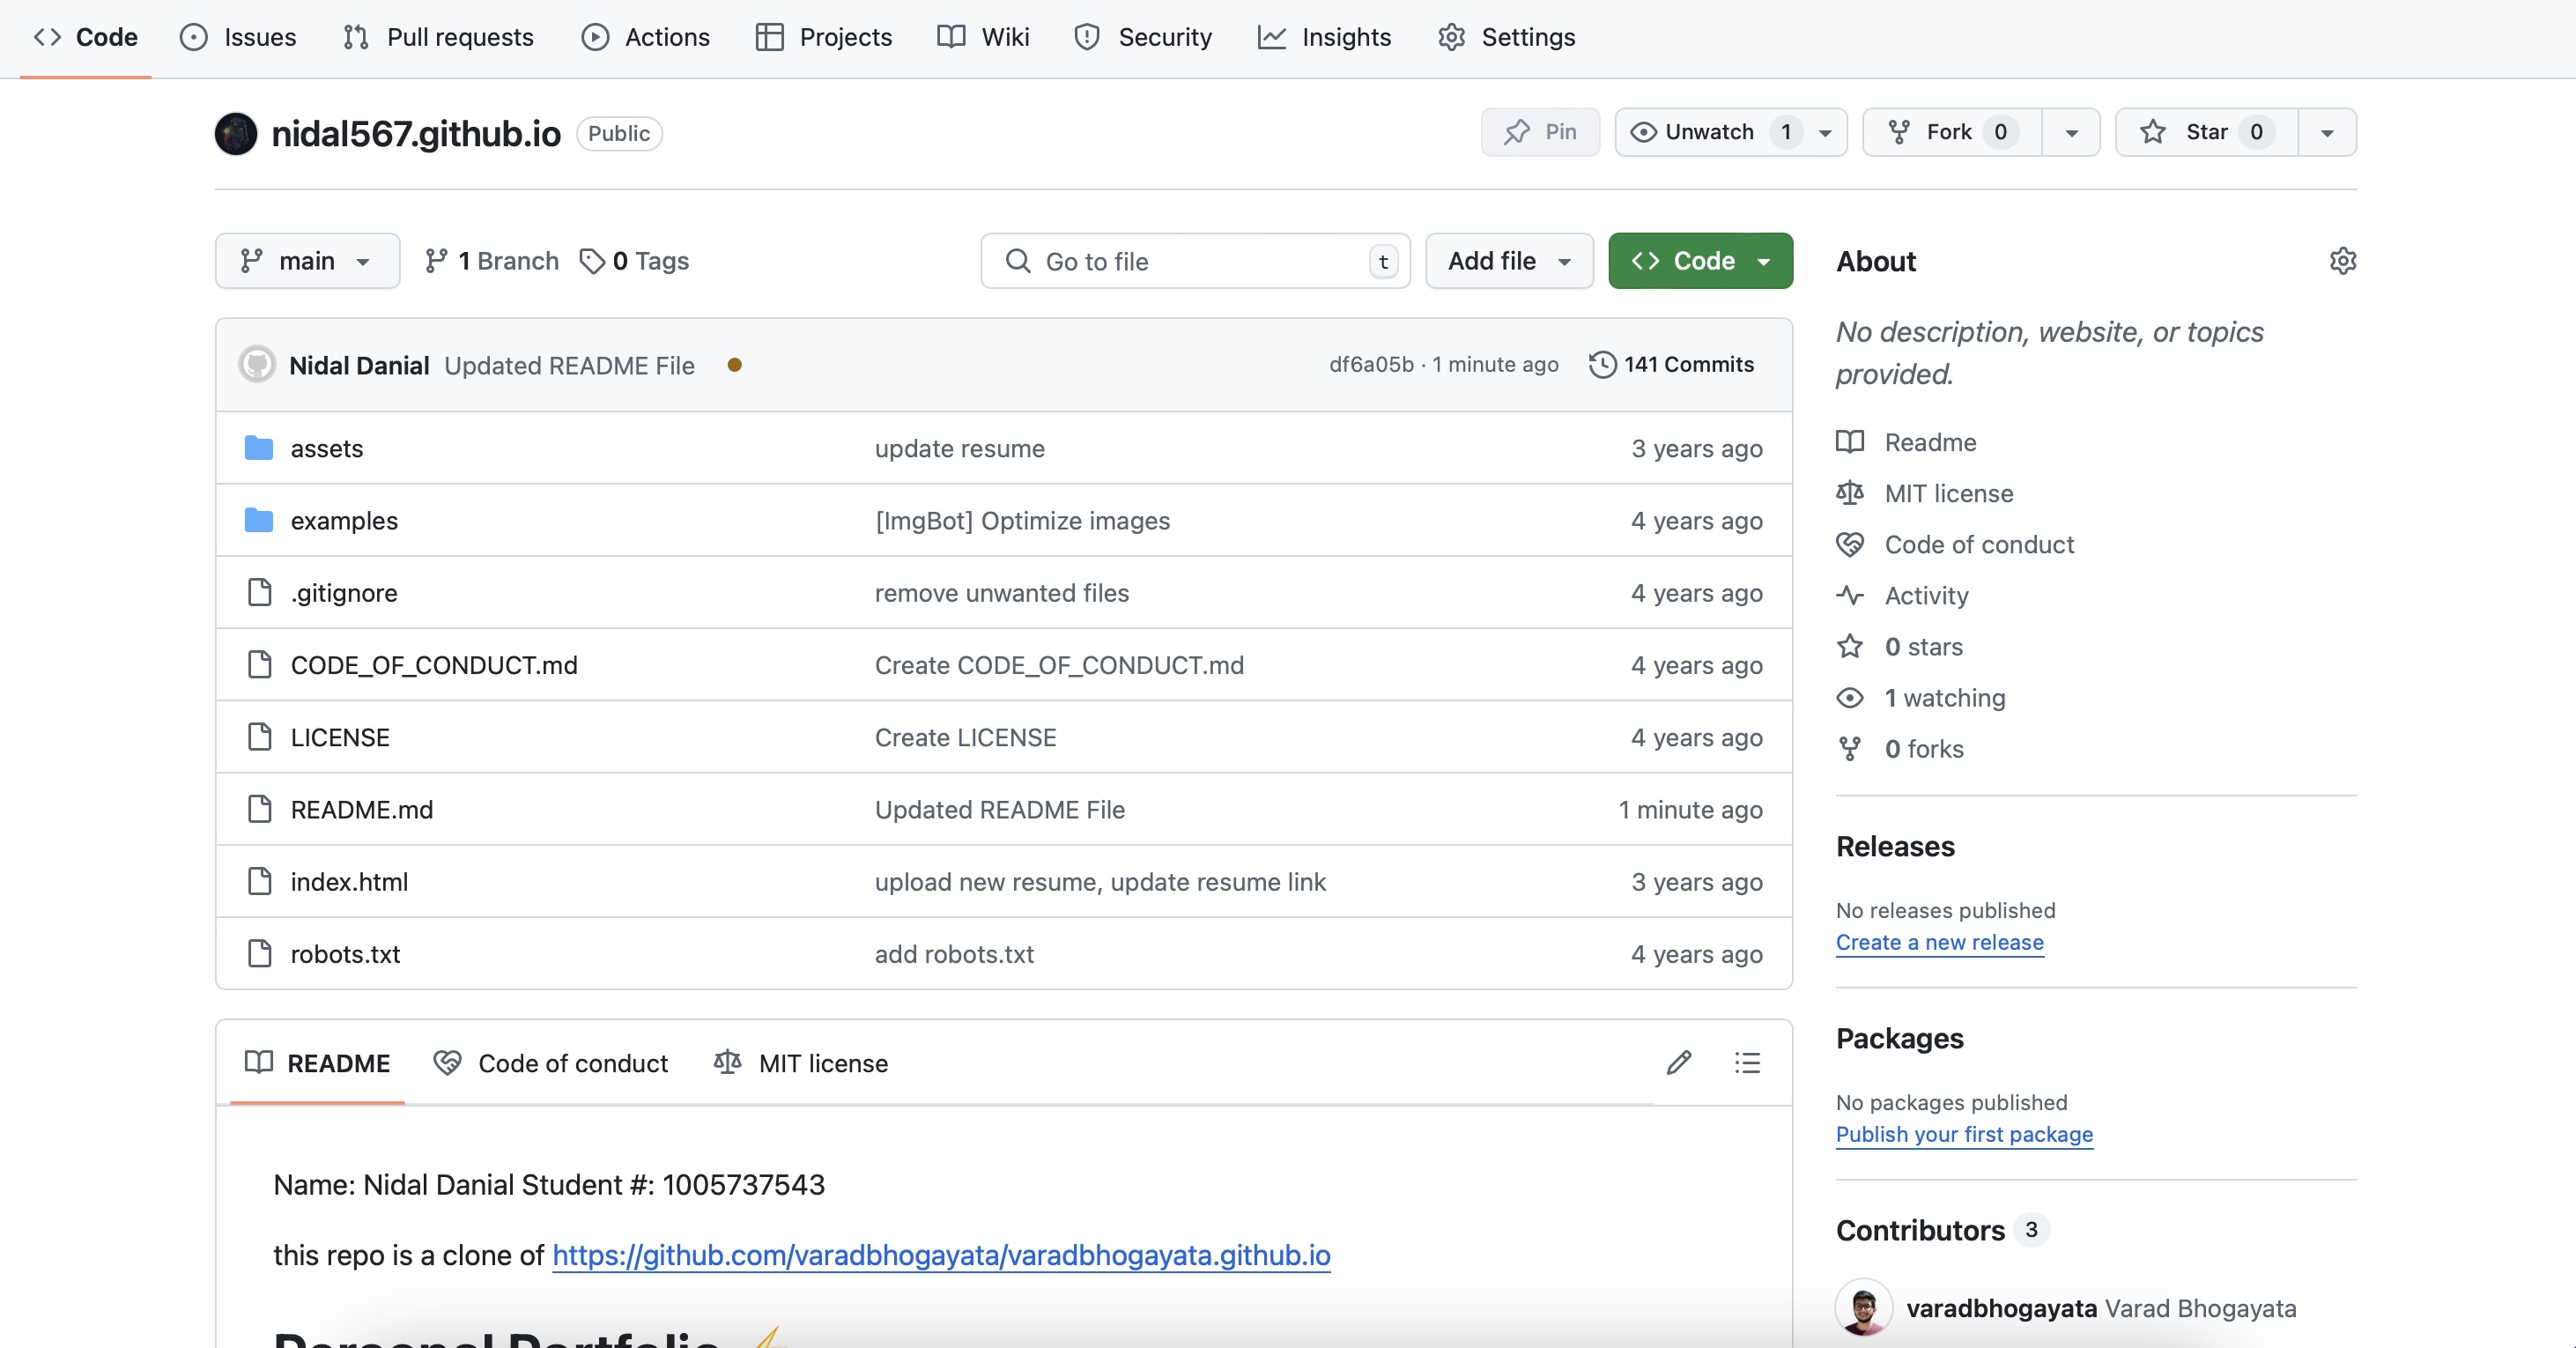 Code Issues Pull requests Actions Projects Wiki Security Insights Settings
nidal567.github.io Public Pin Unwatch 1 Fork 0 Star 0
main 1 Branch 0 Tags Go to file t Add file Code
Nidal Danial Updated README File df6a05b · 1 minute ago 141 Commits
assets update resume 3 years ago
examples [ImgBot] Optimize images 4 years ago
.gitignore remove unwanted files 4 years ago
CODE_OF_CONDUCT.md Create CODE_OF_CONDUCT.md 4 years ago
LICENSE Create LICENSE 4 years ago
README.md Updated README File 1 minute ago
index.html upload new resume, update resume link 3 years ago
robots.txt add robots.txt 4 years ago
README Code of conduct MIT license
Name: Nidal Danial Student #: 1005737543
this repo is a clone of https://github.com/varadbhogayata/varadbhogayata.github.io
Personal Portfolio
About
No description, website, or topics
provided.
Readme
MIT license
Code of conduct
Activity
0 stars
1 watching
0 forks
Releases
No releases published
Create a new release
Packages
No packages published
Publish your first package
Contributors 3
varadbhogayata Varad Bhogayata